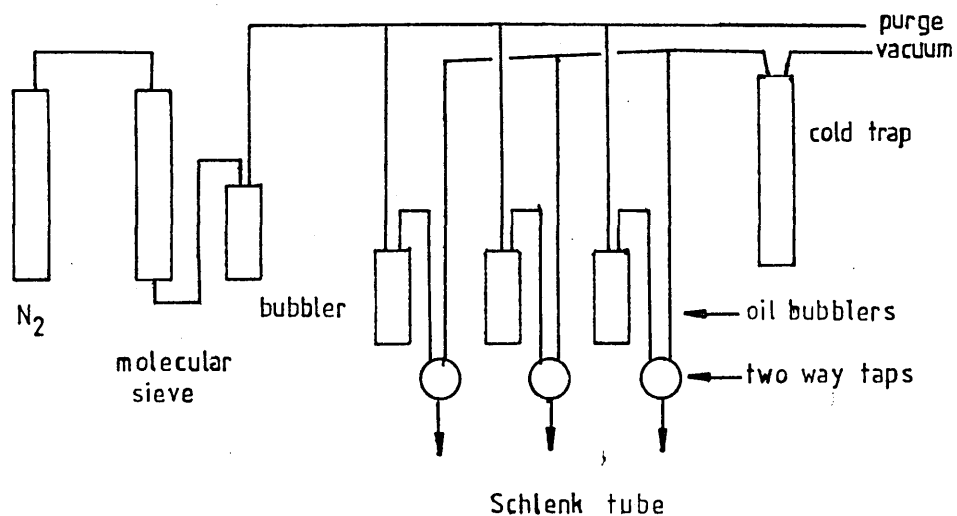 purge
vacuum
cold trap
N2
bubbler
oil bubblers
molecular
sieve
two way taps
Schlenk tube